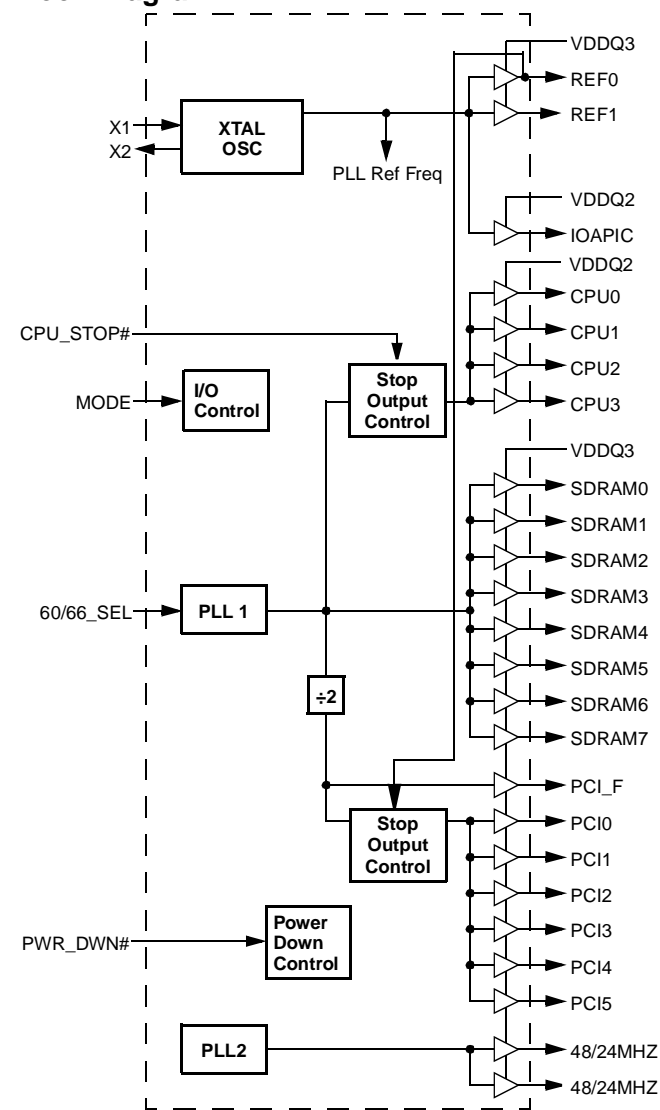 VDDQ3
REF0
REF1
X1
X2
XTAL
OSC
PLL Ref Freq
VDDQ2
IOAPIC
VDDQ2
CPU0
CPU_STOP#
CPU1
CPU2
MODE
I/O
Control
Stop
Output
Control
CPU3
VDDQ3
SDRAM0
SDRAM1
SDRAM2
SDRAM3
60/66_SEL
PLL 1
SDRAM4
SDRAM5
÷2
SDRAM6
SDRAM7
PCI_F
Stop
Output
Control
PCI0
PCI1
PCI2
PWR_DWN#
Power
Down
Control
PCI3
PCI4
PCI5
PLL2
48/24MHZ
48/24MHZ